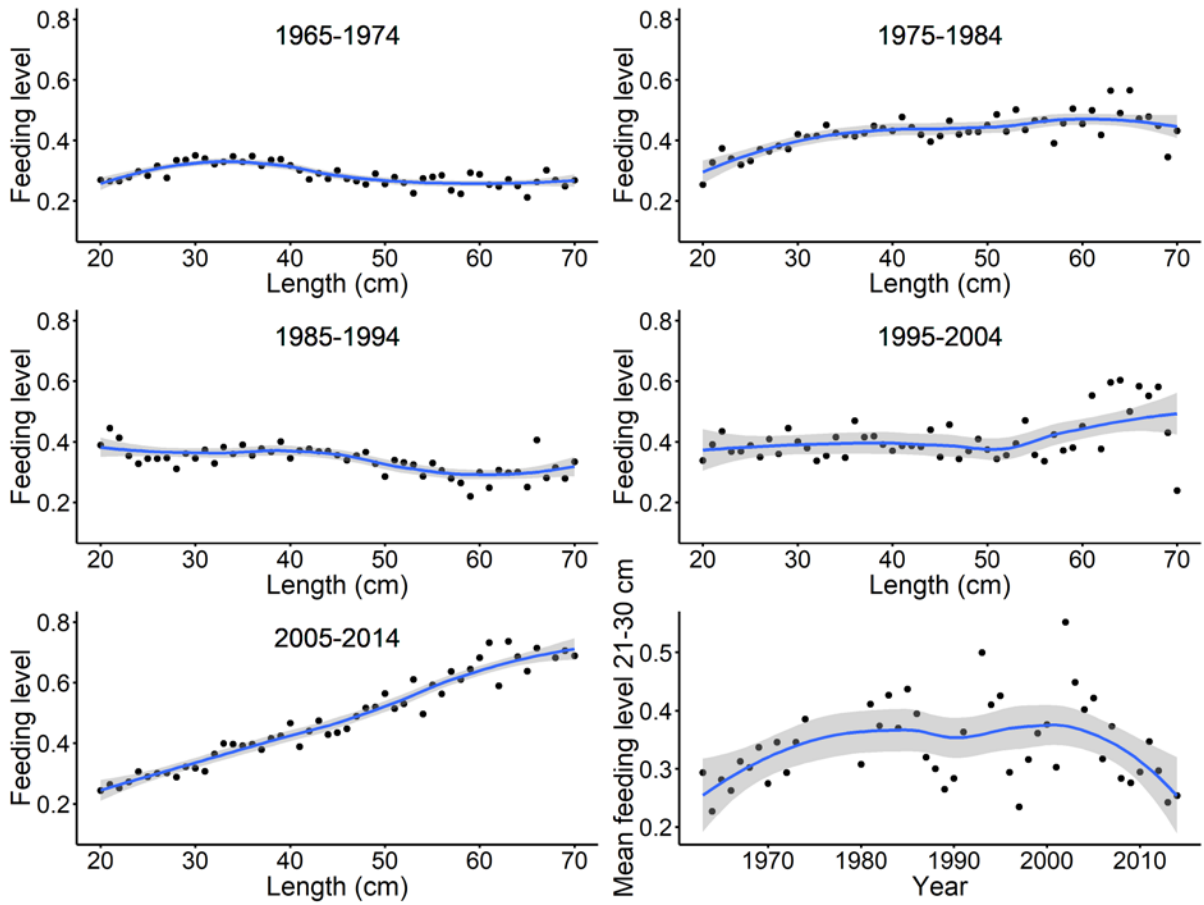 1965-1974
Feeding level
0.8
0.6
0.4
0.2
20 30 40 50 60 70
Length (cm)
1975-1984
Feeding level
0.8
0.6
0.4
0.2
20 30 40 50 60 70
Length (cm)
1985-1994
Feeding level
0.8
0.6
0.4
0.2
20 30 40 50 60 70
Length (cm)
1995-2004
Feeding level
0.8
0.6
0.4
0.2
20 30 40 50 60 70
Length (cm)
2005-2014
Feeding level
0.8
0.6
0.4
0.2
20 30 40 50 60 70
Length (cm)
Mean feeding level 21-30 cm
0.5
0.4
0.3
0.2
1970 1980 1990 2000 2010
Year